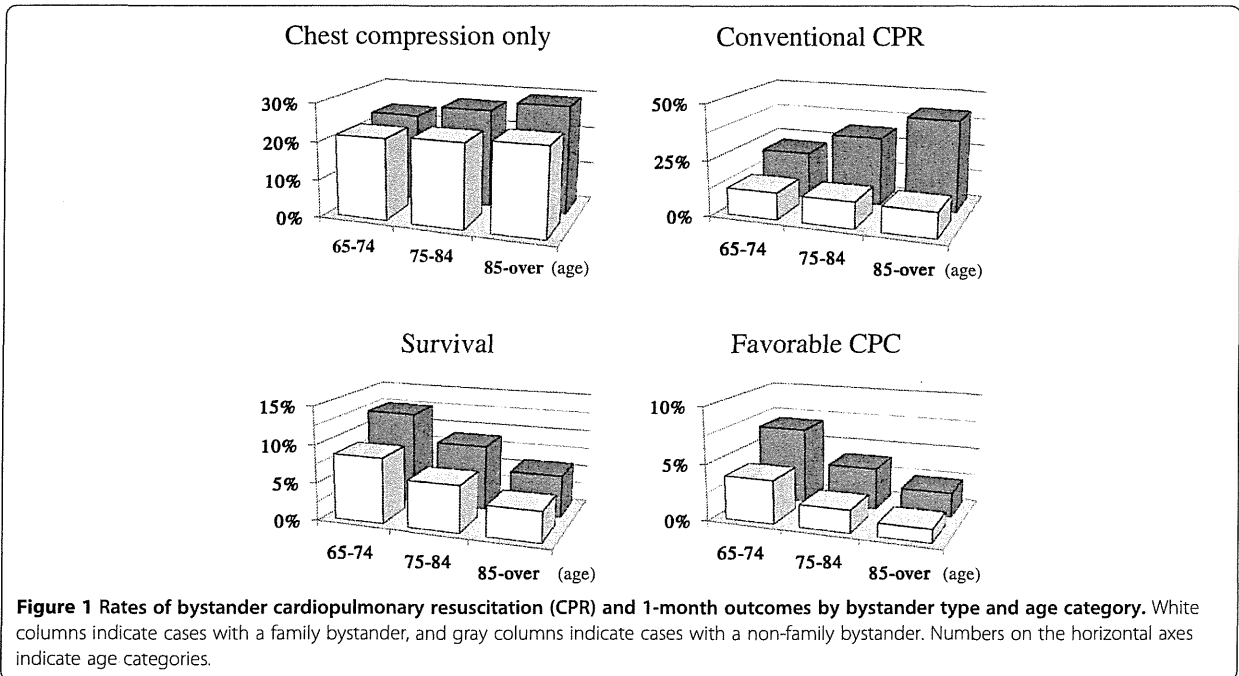 Chest compression only
30%
20%
10%
0%
65-74
75-84
85-over (age)
Conventional CPR
50%
25%
0%
65-74
75-84
85-over (age)
Survival
15%
10%
5%
0%
65-74
75-84
85-over (age)
Favorable CPC
10%
5%
0%
65-74
75-84
85-over (age)
Figure 1 Rates of bystander cardiopulmonary resuscitation (CPR) and 1-month outcomes by bystander type and age category. White
columns indicate cases with a family bystander, and gray columns indicate cases with a non-family bystander. Numbers on the horizontal axes
indicate age categories.